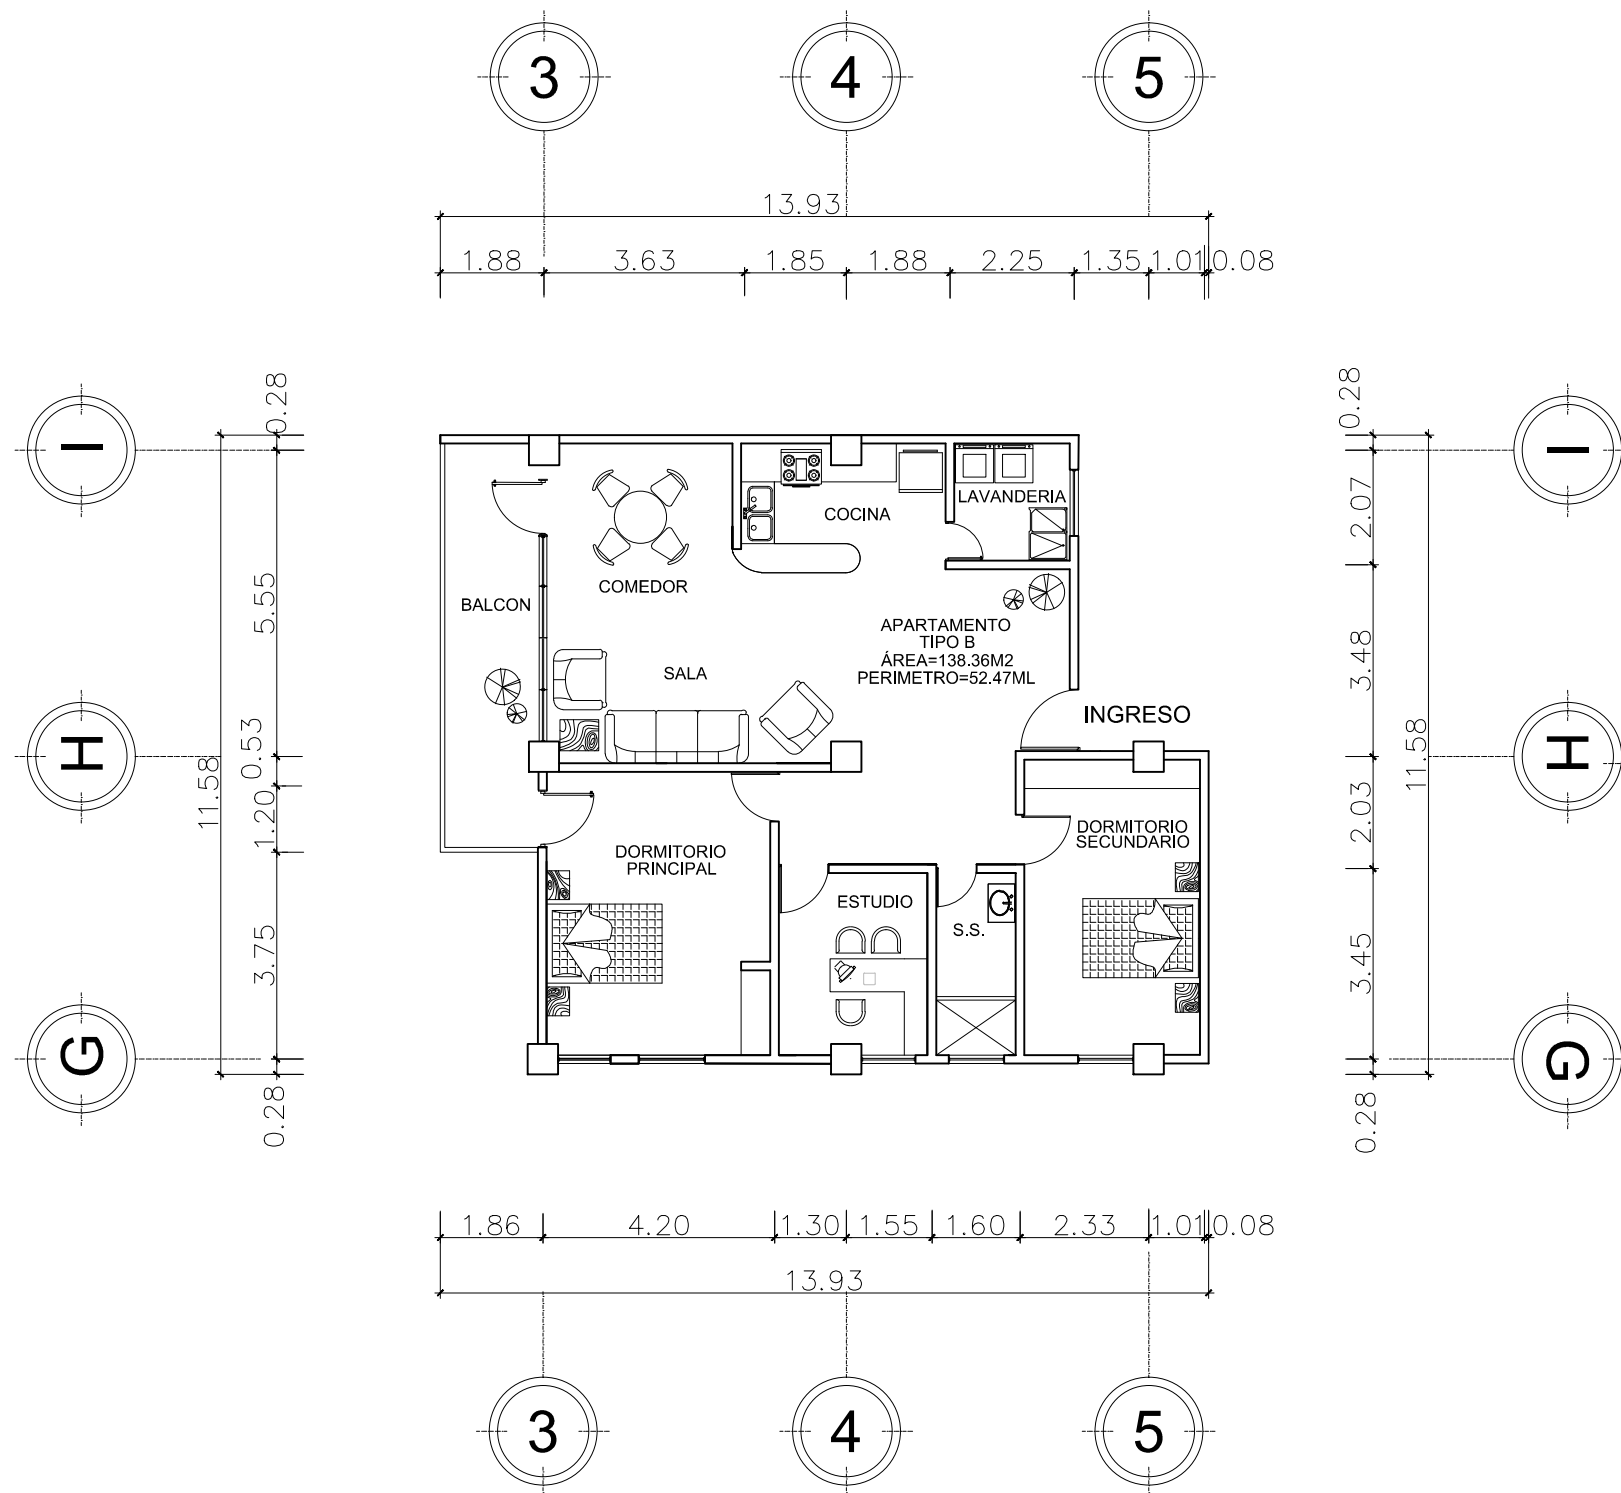 3 4 5
13.93
1.88 3.63 1.85 1.88 2.25 1.35 1.01 0.08
I
H
G
0.28
5.55
0.53
1.20
3.75
0.28
11.58
COCINA
LAVANDERIA
COMEDOR
BALCON
APARTAMENTO
TIPO B
ÁREA=138.36M2
PERIMETRO=52.47ML
SALA
INGRESO
DORMITORIO
PRINCIPAL
DORMITORIO
SECUNDARIO
ESTUDIO
S.S.
0.28
2.07
3.48
2.03
3.45
0.28
11.58
I
H
G
1.86 4.20 1.30 1.55 1.60 2.33 1.01 0.08
13.93
3 4 5